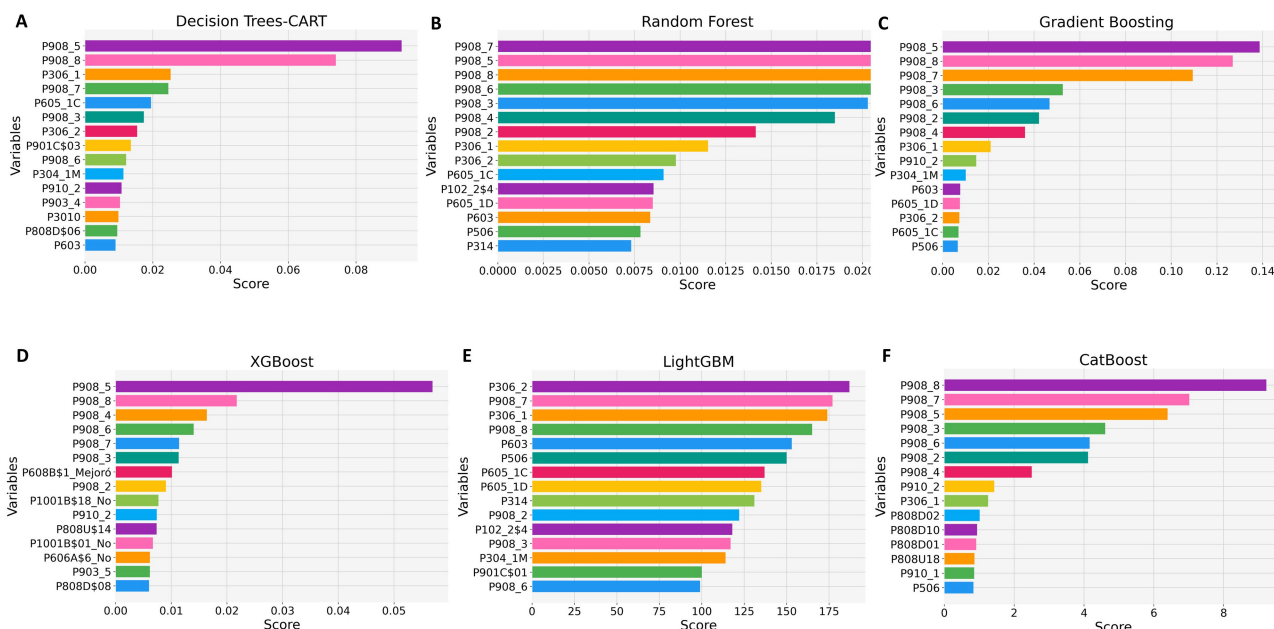 A
Decision Trees-CART
Variables
P908_5
P908_8
P306_1
P908_7
P605_1C
P908_3
P306_2
P901C$03
P908_6
P304_1M
P910_2
P903_4
P3010
P808D$06
P603
0.00 0.02 0.04 0.06 0.08
Score
B
Random Forest
Variables
P908_7
P908_5
P908_8
P908_6
P908_3
P908_4
P908_2
P306_1
P306_2
P605_1C
P102_2$4
P605_1D
P603
P506
P314
0.0000 0.0025 0.0050 0.0075 0.0100 0.0125 0.0150 0.0175 0.020
Score
C
Gradient Boosting
Variables
P908_5
P908_8
P908_7
P908_3
P908_6
P908_2
P908_4
P306_1
P910_2
P304_1M
P603
P605_1D
P306_2
P605_1C
P506
0.00 0.02 0.04 0.06 0.08 0.10 0.12 0.14
Score
D
XGBoost
Variables
P908_5
P908_8
P908_4
P908_6
P908_7
P908_3
P608B$1_Mejoró
P908_2
P1001B$18_No
P910_2
P808U$14
P1001B$01_No
P606A$6_No
P903_5
P808D$08
0.00 0.01 0.02 0.03 0.04 0.05
Score
E
LightGBM
Variables
P306_2
P908_7
P306_1
P908_8
P603
P506
P605_1C
P605_1D
P314
P908_2
P102_2$4
P908_3
P304_1M
P901C$01
P908_6
0 25 50 75 100 125 150 175
Score
F
CatBoost
Variables
P908_8
P908_7
P908_5
P908_3
P908_6
P908_2
P908_4
P910_2
P306_1
P808D02
P808D10
P808D01
P808U18
P910_1
P506
0 2 4 6 8
Score